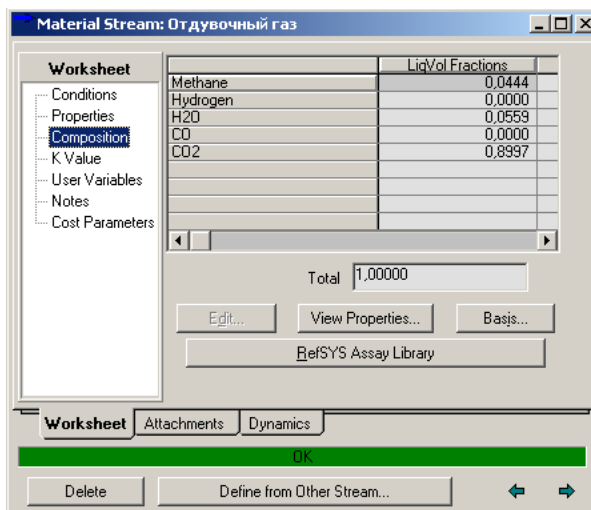 Material Stream: Отдувочный газ
Worksheet
Conditions
Properties
Composition
K Value
User Variables
Notes
Cost Parameters
LiqVol Fractions
Methane 0,0444
Hydrogen 0,0000
H2O 0,0559
CO 0,0000
CO2 0,8997
Total 1,00000
Edit... View Properties... Basis...
RefSYS Assay Library
Worksheet Attachments Dynamics
OK
Delete Define from Other Stream...